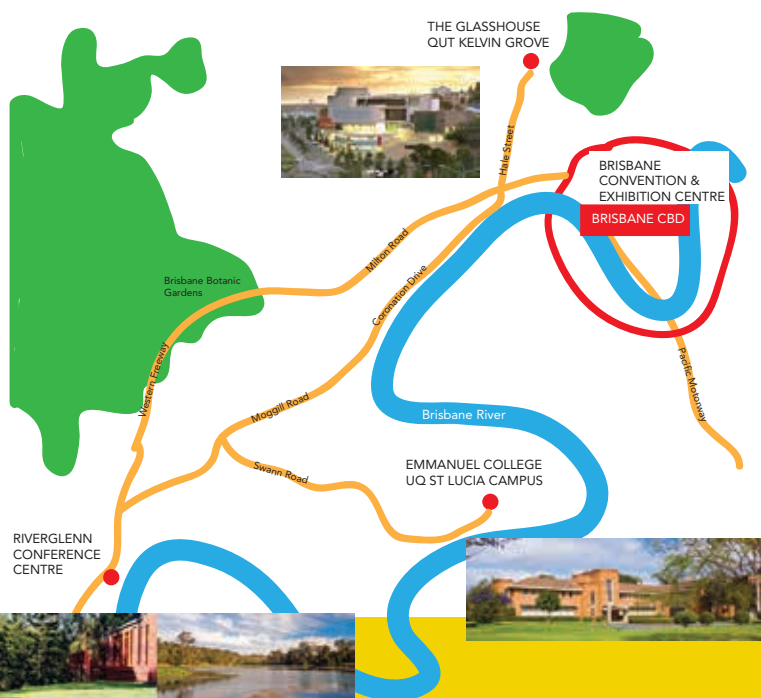 THE GLASSHOUSE
QUT KELVIN GROVE
Hale Street
BRISBANE
CONVENTION &
EXHIBITION CENTRE
BRISBANE CBD
Milton Road
Brisbane Botanic
Gardens
Coronation Drive
Western Freeway
Pacific Motorway
Moggill Road
Brisbane River
Swann Road
EMMANUEL COLLEGE
UQ ST LUCIA CAMPUS
RIVERGLENN
CONFERENCE
CENTRE